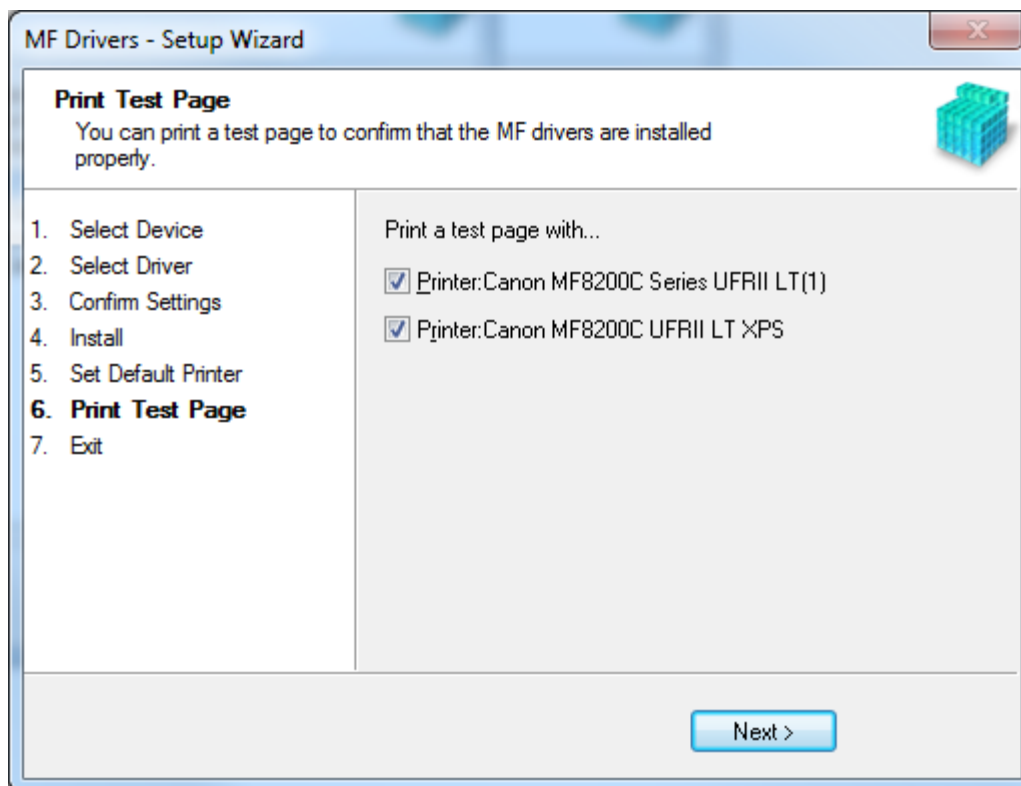 MF Drivers - Setup Wizard
Print Test Page
You can print a test page to confirm that the MF drivers are installed
properly.
1. Select Device
2. Select Driver
3. Confirm Settings
4. Install
5. Set Default Printer
6. Print Test Page
7. Exit
Print a test page with...
Printer:Canon MF8200C Series UFRII LT(1)
Printer:Canon MF8200C UFRII LT XPS
Next >